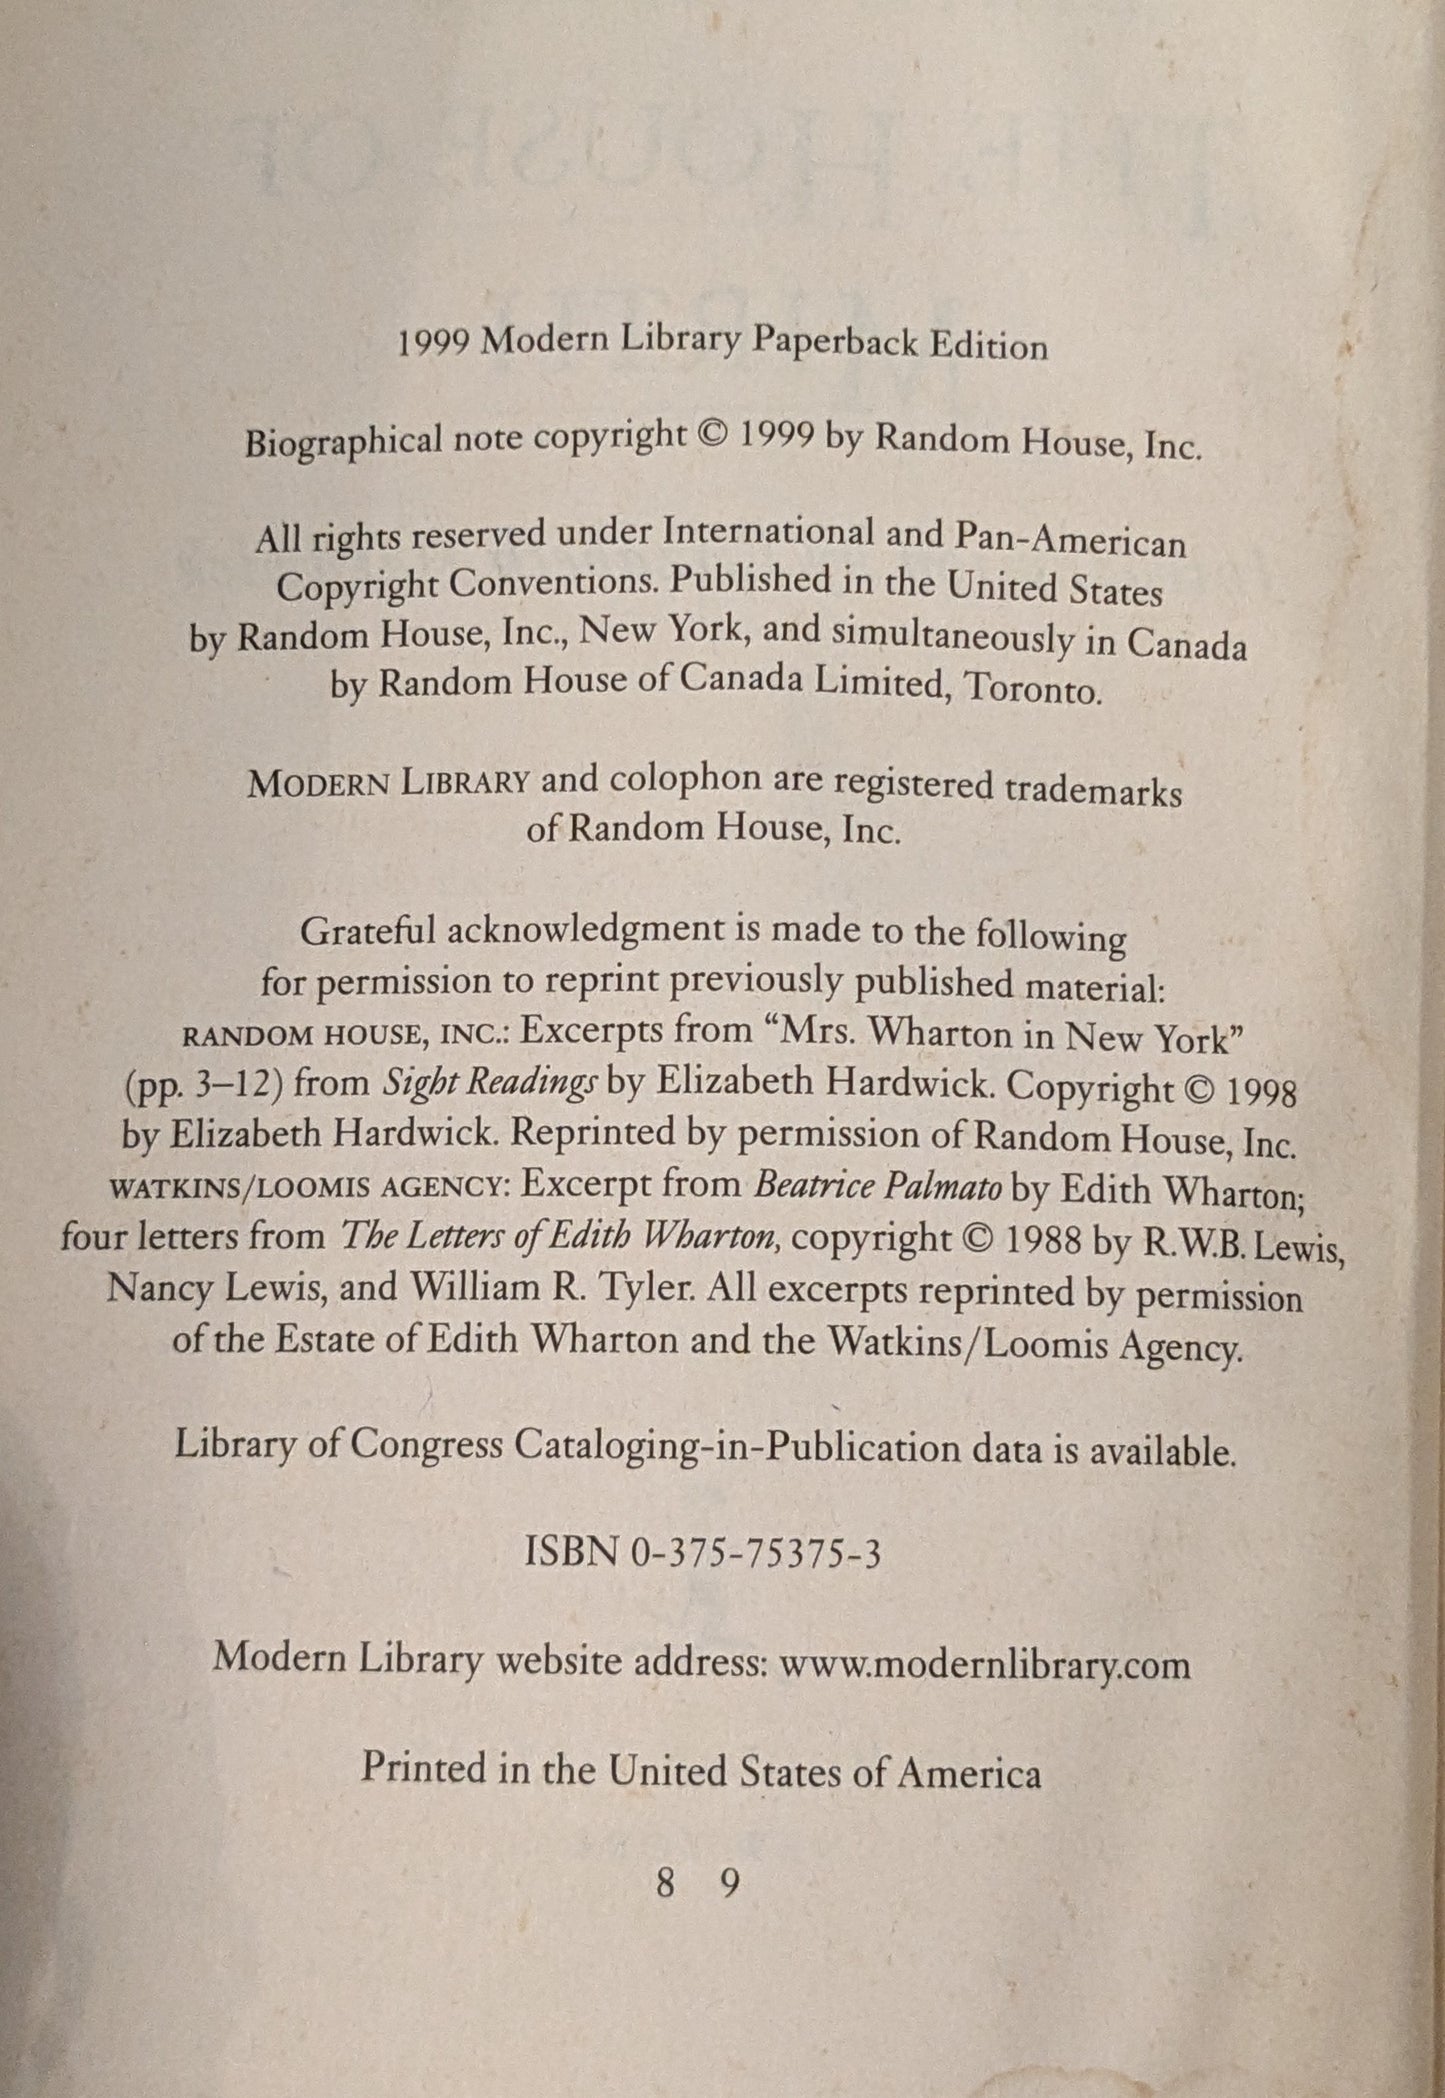 1999 Modern Library Paperback Edition
Biographical note copyright © 1999 by Random House, Inc.
All rights reserved under International and Pan-American
Copyright Conventions. Published in the United States
by Random House, Inc., New York, and simultaneously in Canada
by Random House of Canada Limited, Toronto.
MODERN LIBRARY and colophon are registered trademarks
of Random House, Inc.
Grateful acknowledgment is made to the following
for permission to reprint previously published material:
RANDOM HOUSE, INC.: Excerpts from “Mrs. Wharton in New York”
(pp. 3–12) from Sight Readings by Elizabeth Hardwick. Copyright © 1998
by Elizabeth Hardwick. Reprinted by permission of Random House, Inc.
WATKINS/LOOMIS AGENCY: Excerpt from Beatrice Palmato by Edith Wharton;
four letters from The Letters of Edith Wharton, copyright © 1988 by R.W.B. Lewis,
Nancy Lewis, and William R. Tyler. All excerpts reprinted by permission
of the Estate of Edith Wharton and the Watkins/Loomis Agency.
Library of Congress Cataloging-in-Publication data is available.
ISBN 0-375-75375-3
Modern Library website address: www.modernlibrary.com
Printed in the United States of America
8 9